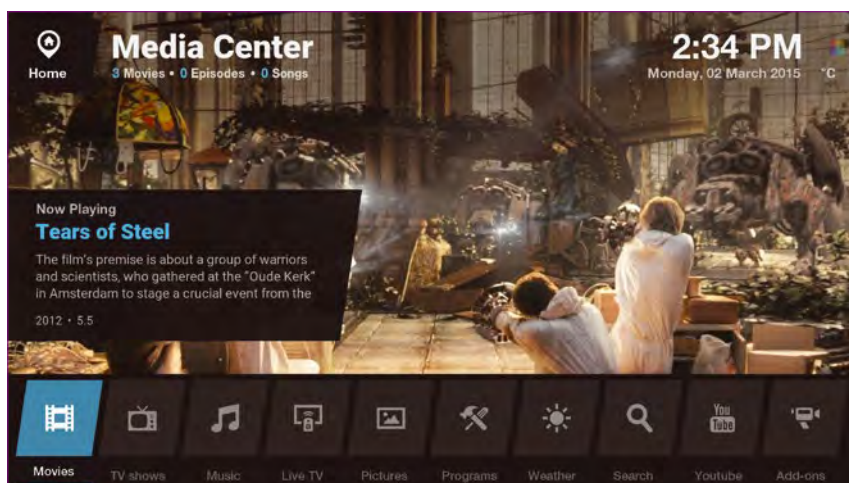 Home
Media Center
3 Movies • 0 Episodes • 0 Songs
2:34 PM
Monday, 02 March 2015 °C
Now Playing
Tears of Steel
The film's premise is about a group of warriors
and scientists, who gathered at the "Oude Kerk"
in Amsterdam to stage a crucial event from the
2012 • 5.5
You
Tube
Movies TV shows Music Live TV Pictures Programs Weather Search Youtube Add-ons